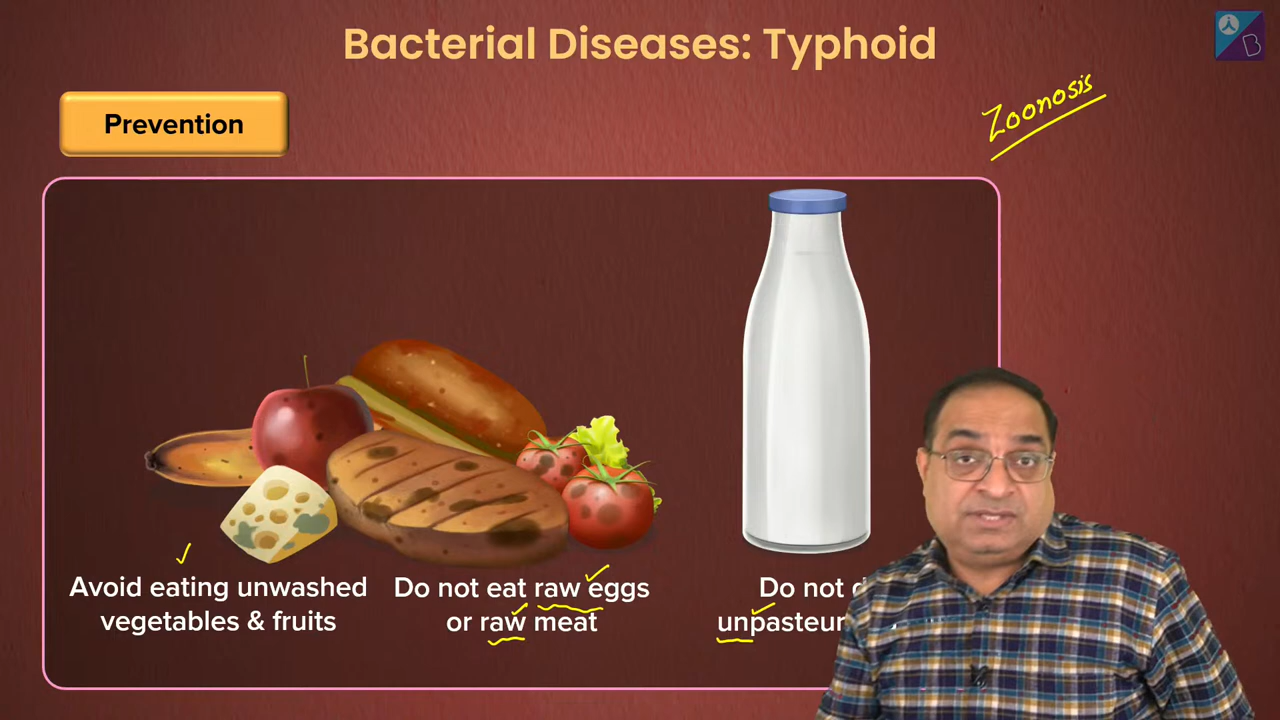 Bacterial Diseases: Typhoid
Zoonosis
Prevention
Avoid eating unwashed
vegetables & fruits
Do not eat raw eggs
or raw meat
Do not
B